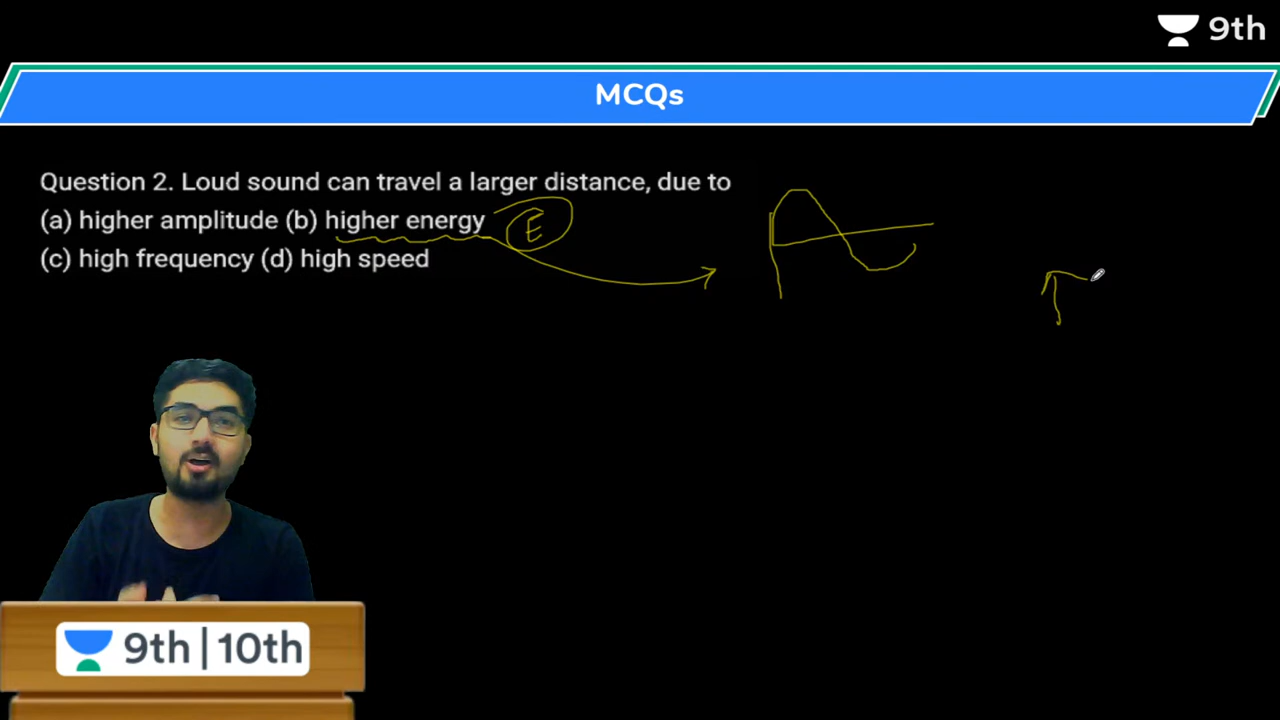 9th
MCQs
Question 2. Loud sound can travel a larger distance, due to
(a) higher amplitude (b) higher energy
E
(c) high frequency (d) high speed
9th | 10th